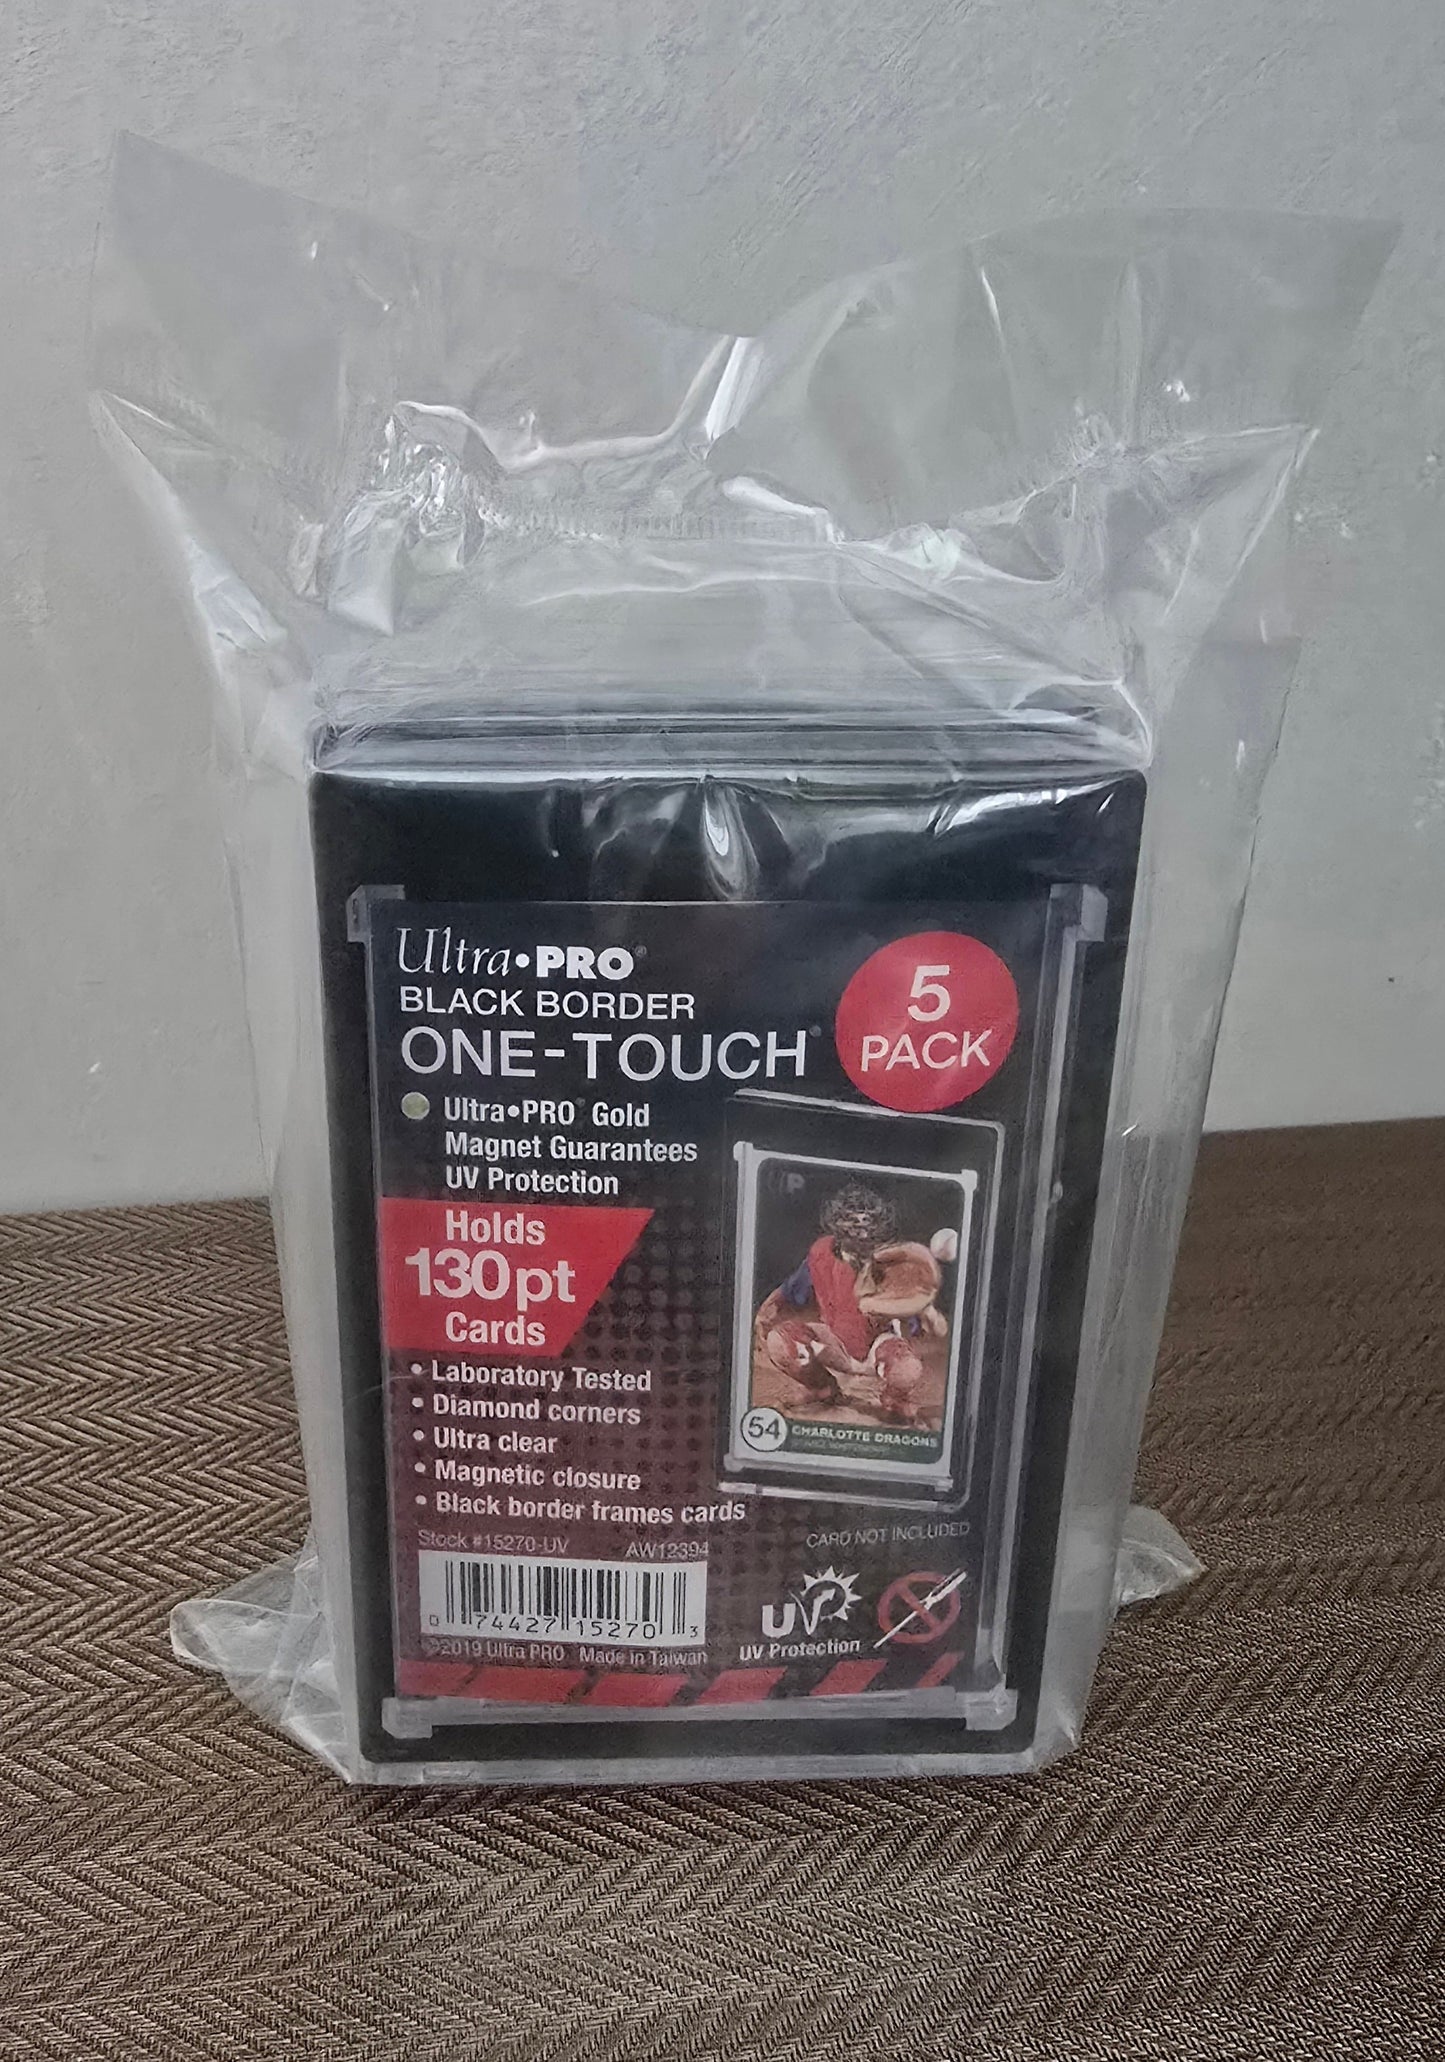 Ultra•PRO®
BLACK BORDER
ONE-TOUCH®
5
PACK
Ultra•PRO® Gold
Magnet Guarantees
UV Protection
Holds
130pt
Cards
• Laboratory Tested
• Diamond corners
• Ultra clear
• Magnetic closure
• Black border frames cards
UP
54 CHARLOTTE DRAGONS
Stock #15270-UV AW12394
CARD NOT INCLUDED
0 74427 15270 3
©2019 Ultra PRO Made in Taiwan
UV
UV Protection